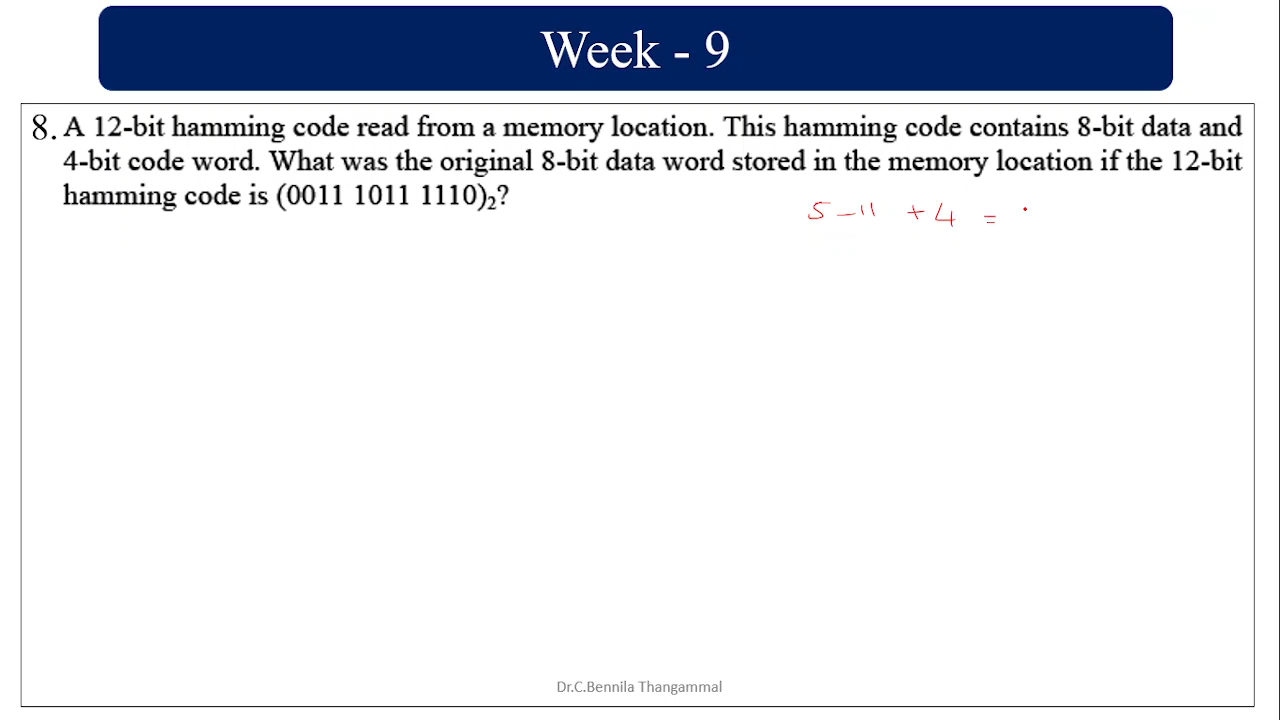 Week - 9
8. A 12-bit hamming code read from a memory location. This hamming code contains 8-bit data and
4-bit code word. What was the original 8-bit data word stored in the memory location if the 12-bit
hamming code is (0011 1011 1110)₂?
5-11 +4 =
Dr.C.Bennila Thangammal